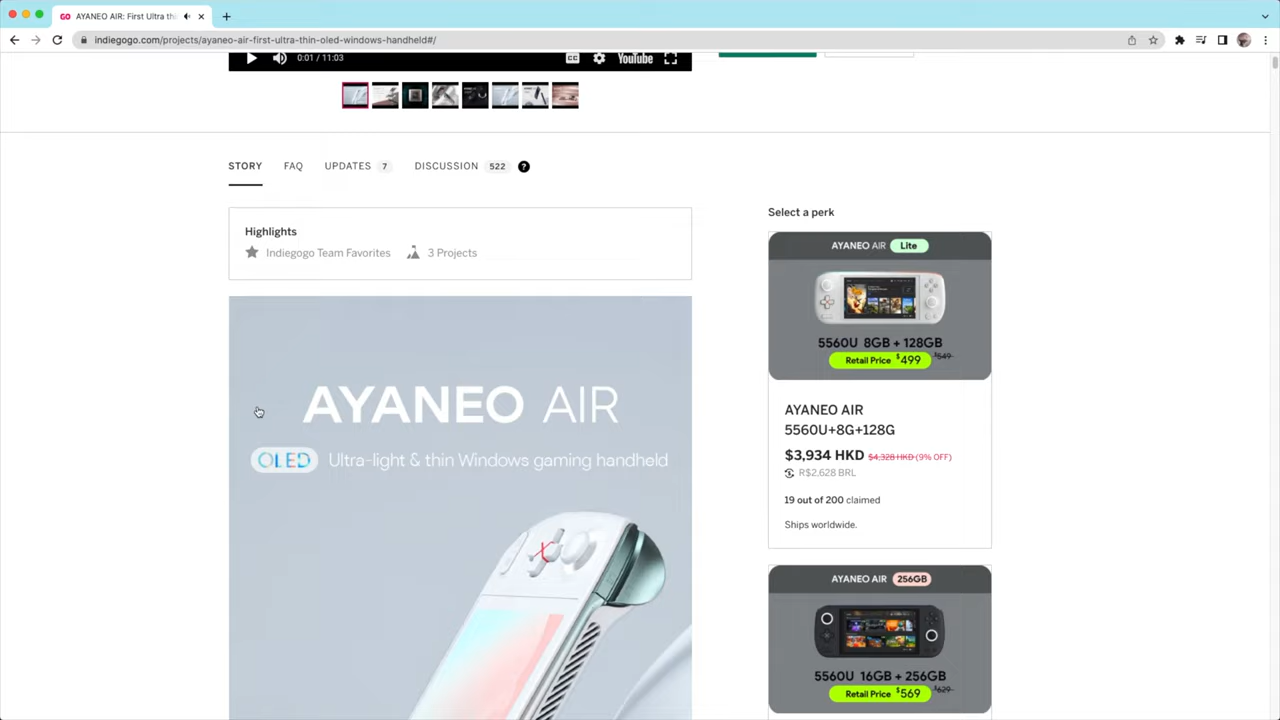 GO AYANEO AIR: First Ultra thi
indiegogo.com/projects/ayaneo-air-first-ultra-thin-oled-windows-handheld#/
0:01 / 11:03
CC
YouTube
STORY
FAQ
UPDATES 7
DISCUSSION 522 ?
Highlights
Indiegogo Team Favorites
3 Projects
AYANEO AIR
OLED Ultra-light & thin Windows gaming handheld
Select a perk
AYANEO AIR Lite
5560U 8GB + 128GB
Retail Price $499 $549
AYANEO AIR
5560U+8G+128G
$3,934 HKD $4,328 HKD (9% OFF)
R$2,628 BRL
19 out of 200 claimed
Ships worldwide.
AYANEO AIR 256GB
5560U 16GB + 256GB
Retail Price $569 $629